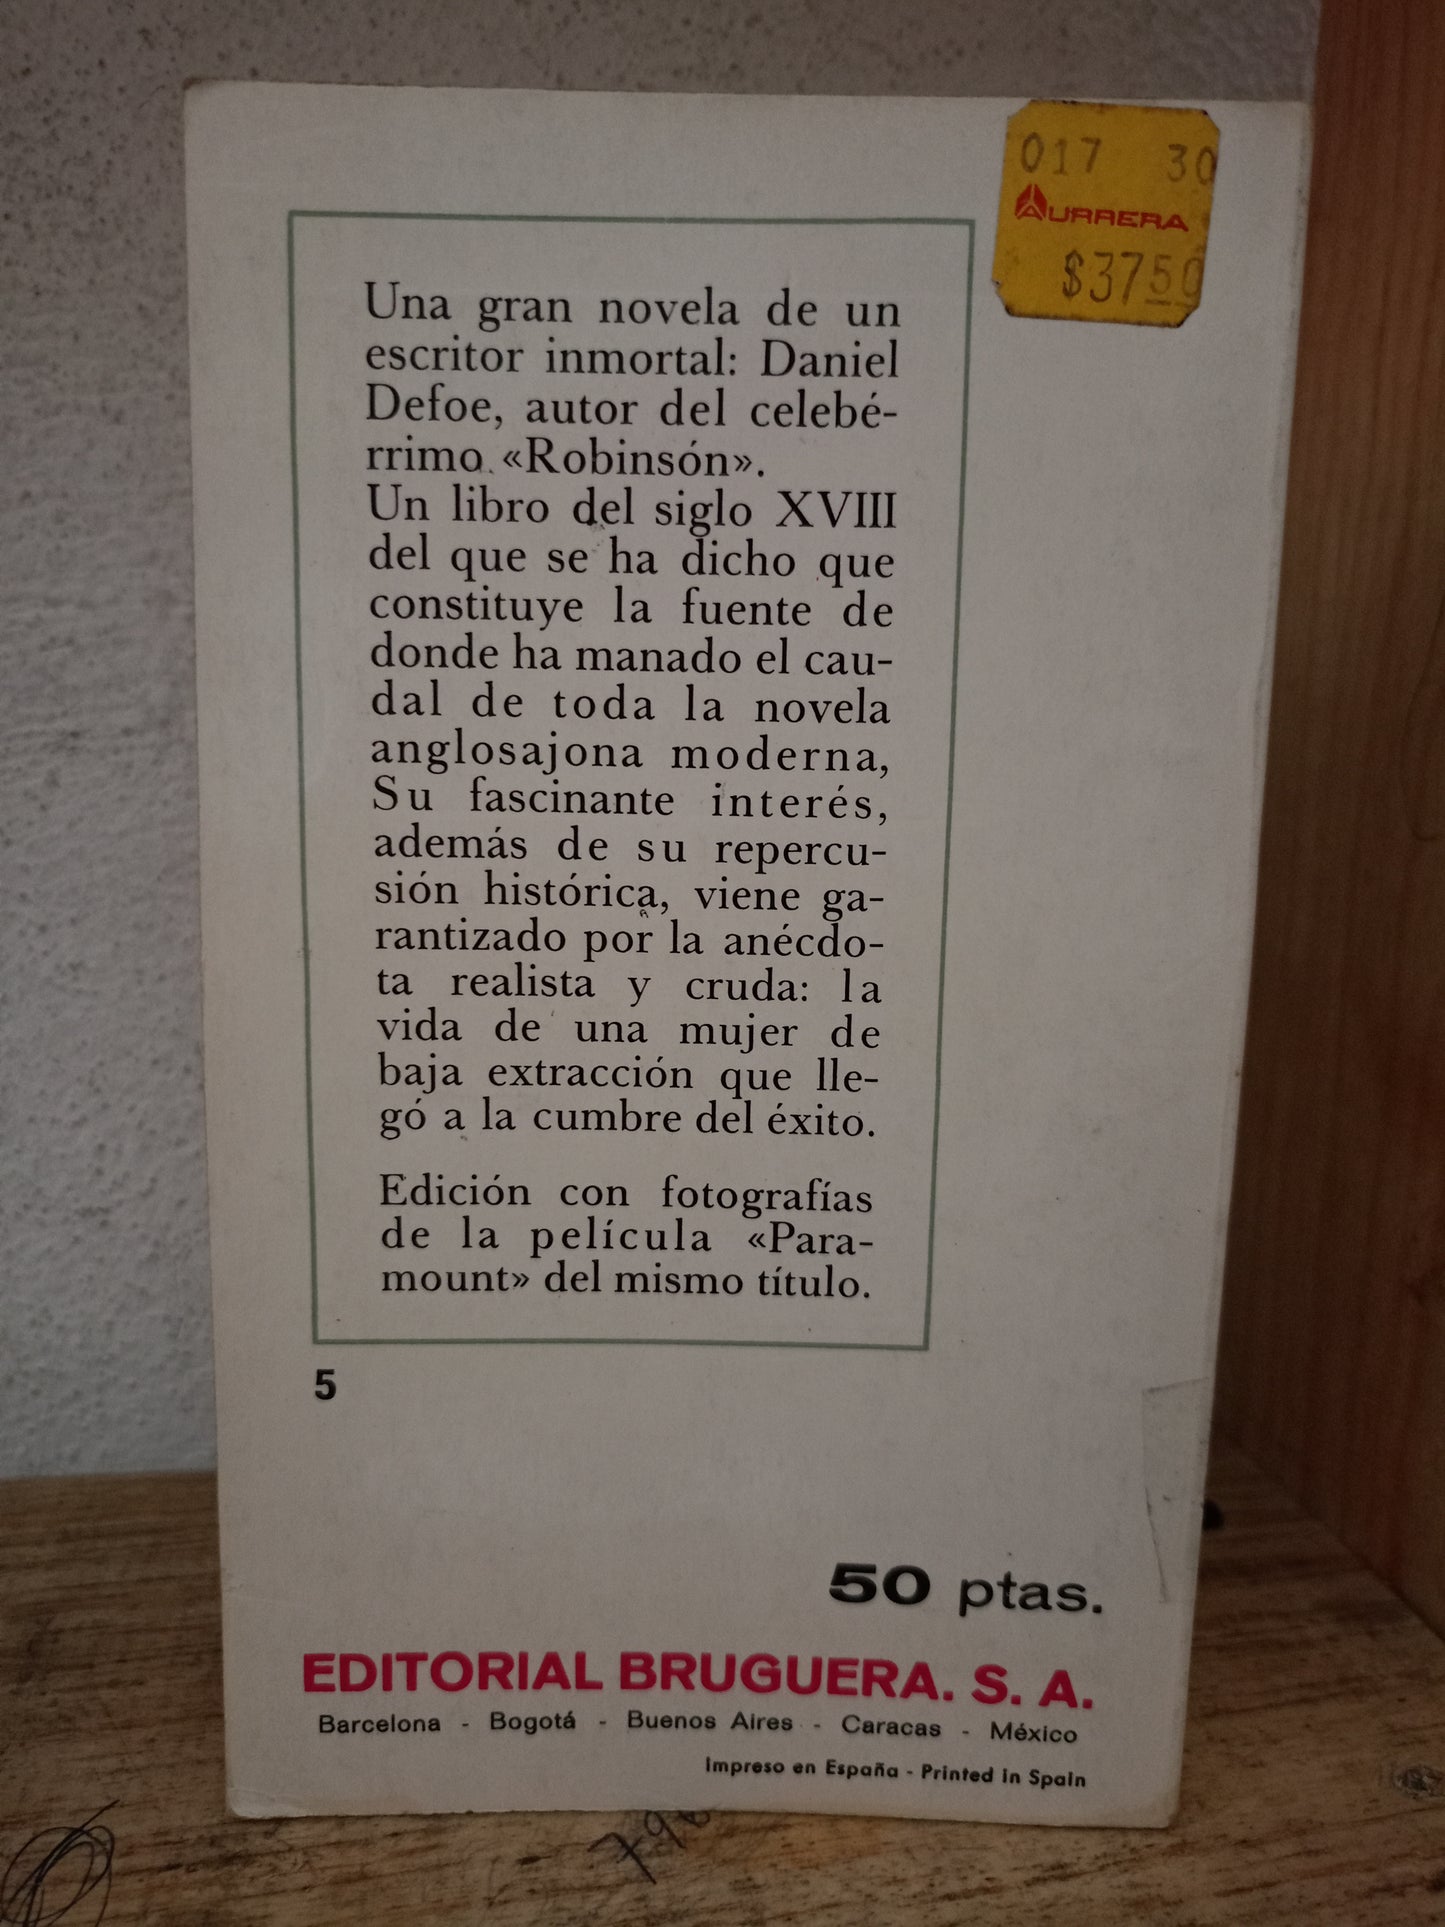 017 30
AURRERA
$37.50
Una gran novela de un
escritor inmortal: Daniel
Defoe, autor del celebé-
rrimo «Robinsón».
Un libro del siglo XVIII
del que se ha dicho que
constituye la fuente de
donde ha manado el cau-
dal de toda la novela
anglosajona moderna,
Su fascinante interés,
además de su repercu-
sión histórica, viene ga-
rantizado por la anécdo-
ta realista y cruda: la
vida de una mujer de
baja extracción que lle-
gó a la cumbre del éxito.
Edición con fotografías
de la película «Para-
mount» del mismo título.
5
50 ptas.
EDITORIAL BRUGUERA. S. A.
Barcelona - Bogotá - Buenos Aires - Caracas - México
Impreso en España - Printed in Spain